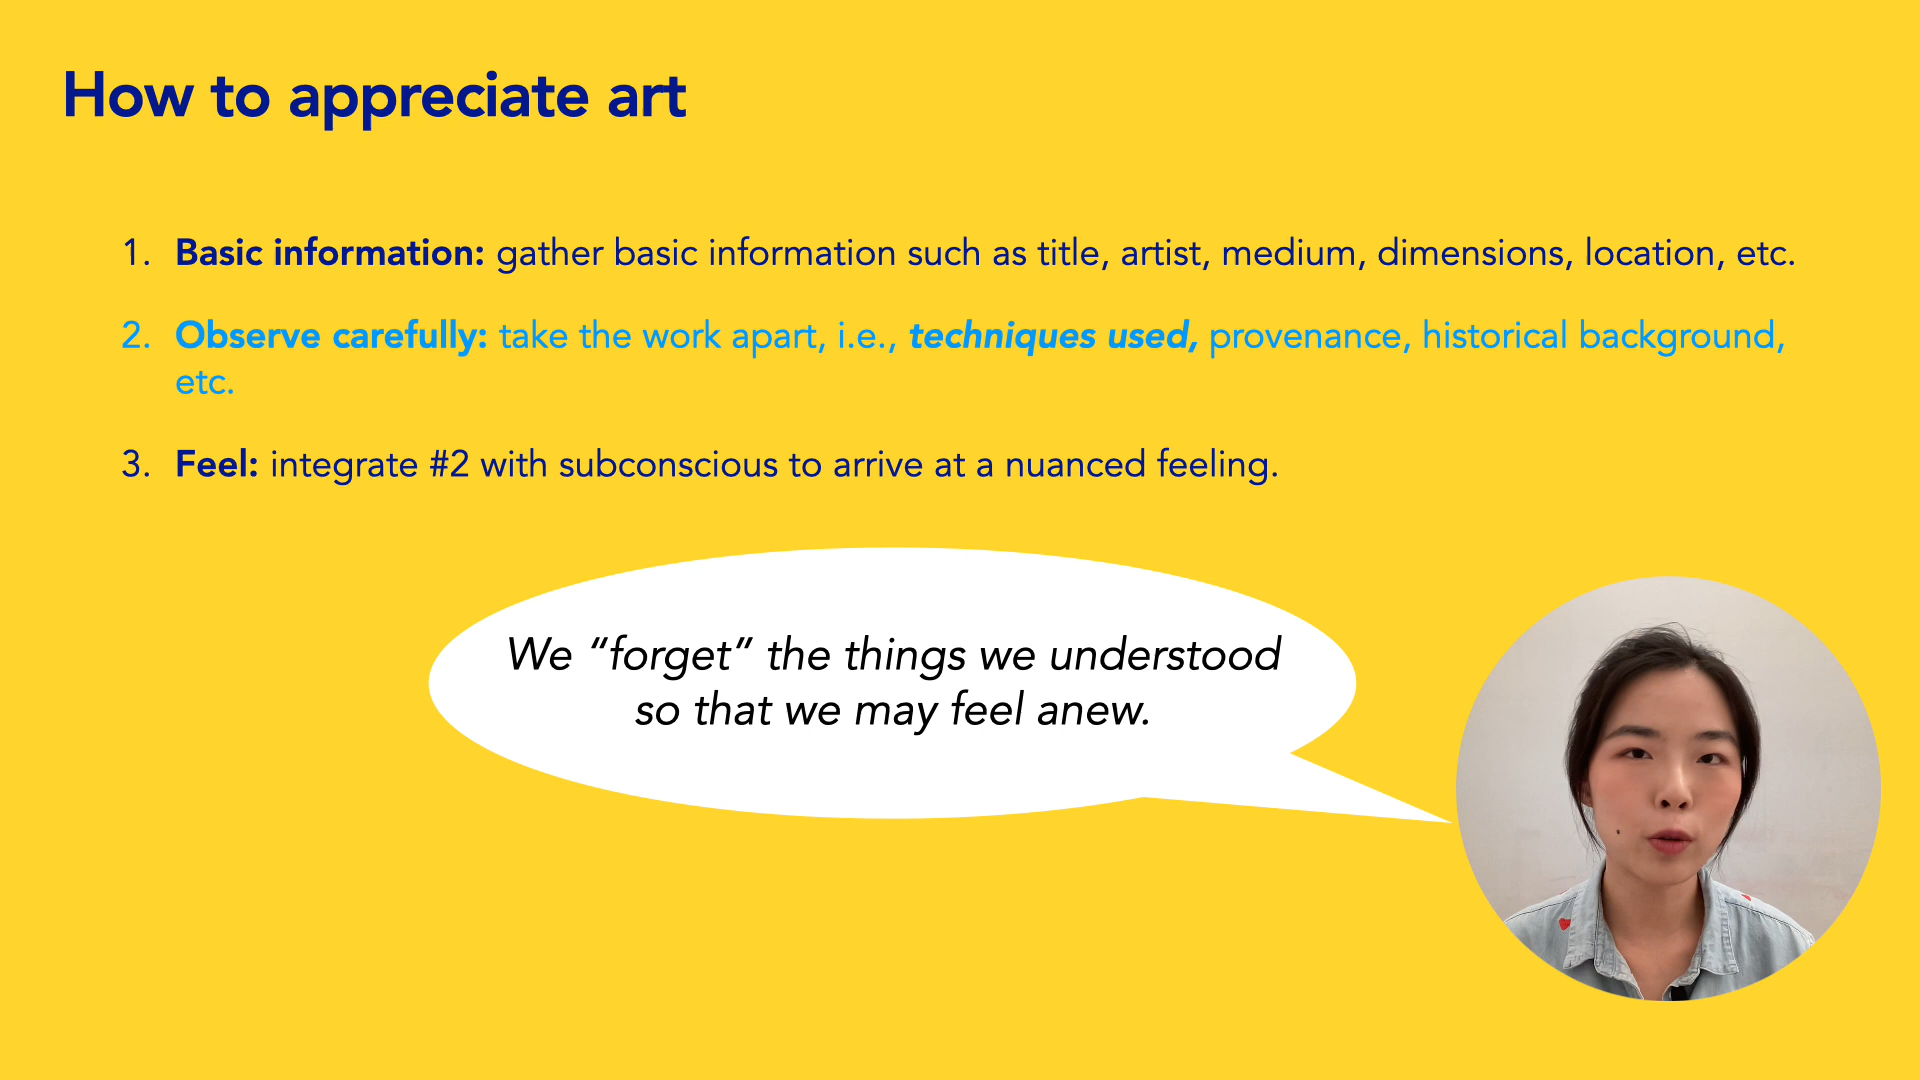 How to appreciate art
1. Basic information: gather basic information such as title, artist, medium, dimensions, location, etc.
2. Observe carefully: take the work apart, i.e., techniques used, provenance, historical background,
etc.
3. Feel: integrate #2 with subconscious to arrive at a nuanced feeling.
We “forget” the things we understood
so that we may feel anew.